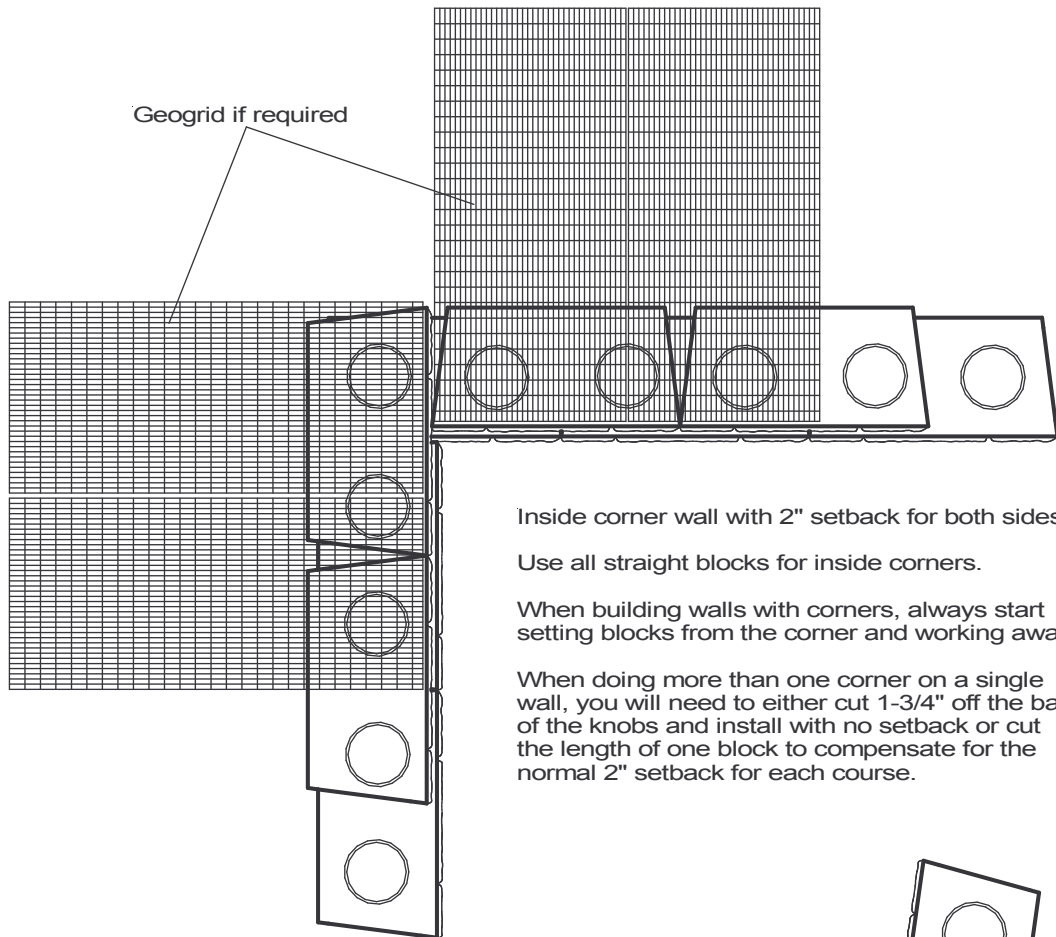 Geogrid if required
Inside corner wall with 2" setback for both sides
Use all straight blocks for inside corners.
When building walls with corners, always start
setting blocks from the corner and working
When doing more than one corner on a single
wall, you will need to either cut 1-3/4" off the
of the knobs and install with no setback or cut
the length of one block to compensate for the
normal 2" setback for each course.